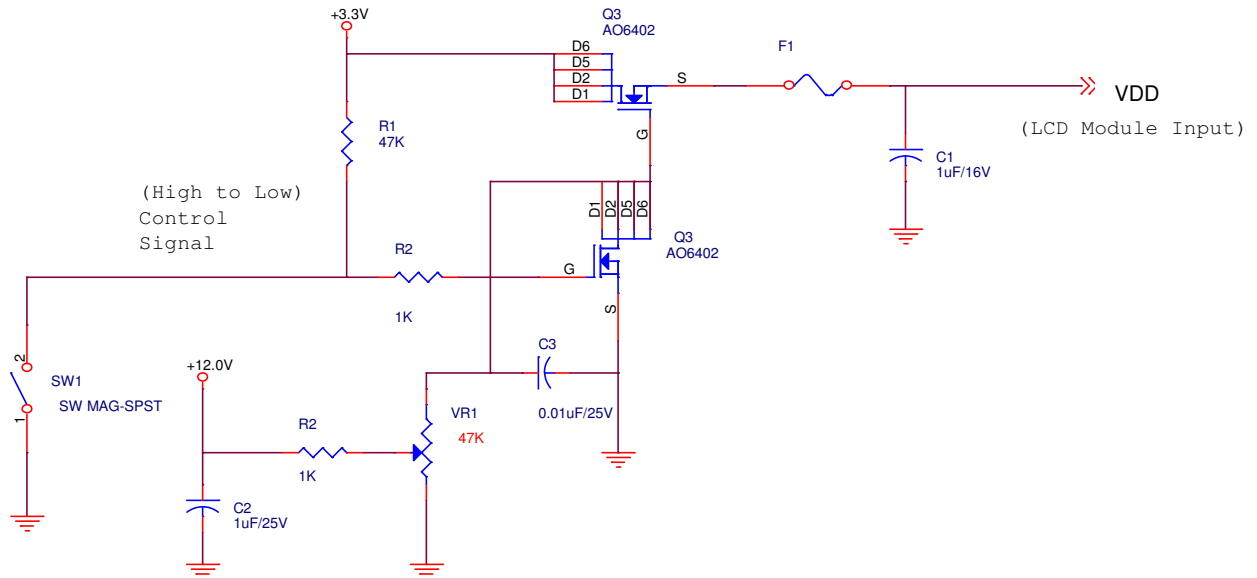 +3.3V
Q3
AO6402
D6
D5
D2
D1
S
G
F1
VDD
(LCD Module Input)
R1
47K
C1
1uF/16V
(High to Low)
Control
Signal
D1
D2
D5
D6
Q3
AO6402
R2
1K
G
S
2
1
SW1
SW MAG-SPST
+12.0V
C3
0.01uF/25V
VR1
47K
R2
1K
C2
1uF/25V